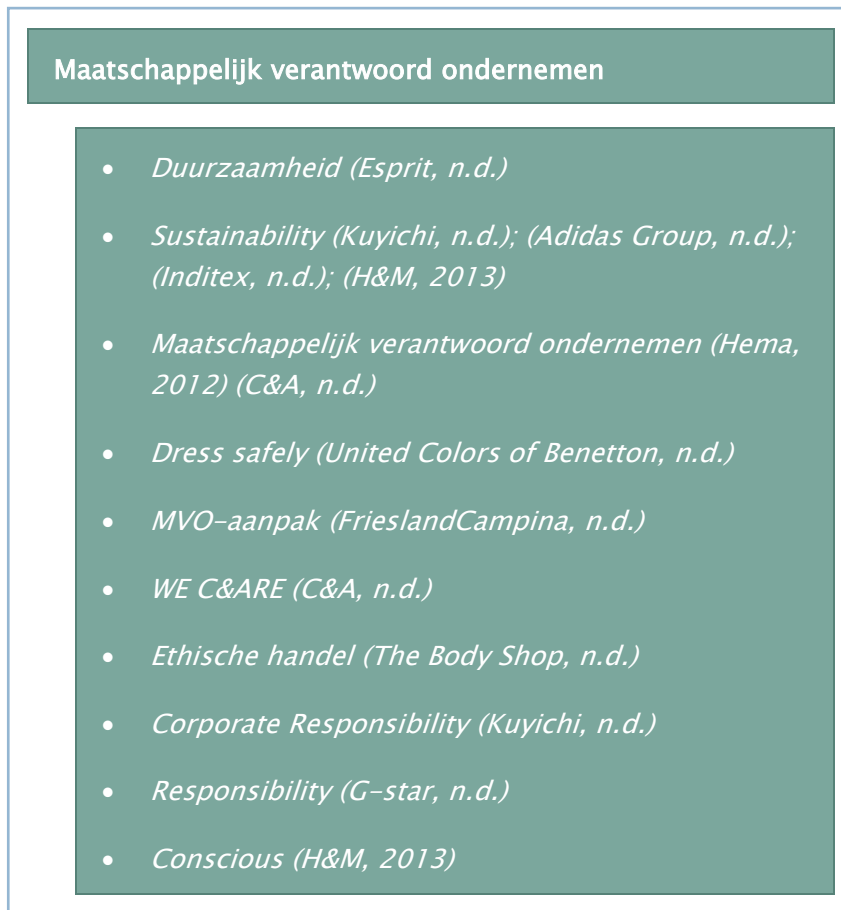 Maatschappelijk verantwoord ondernemen
• Duurzaamheid (Esprit, n.d.)
• Sustainability (Kuyichi, n.d.); (Adidas Group, n.d.);
(Inditex, n.d.); (H&M, 2013)
• Maatschappelijk verantwoord ondernemen (Hema,
2012) (C&A, n.d.)
• Dress safely (United Colors of Benetton, n.d.)
• MVO-aanpak (FrieslandCampina, n.d.)
• WE C&ARE (C&A, n.d.)
• Ethische handel (The Body Shop, n.d.)
• Corporate Responsibility (Kuyichi, n.d.)
• Responsibility (G-star, n.d.)
• Conscious (H&M, 2013)